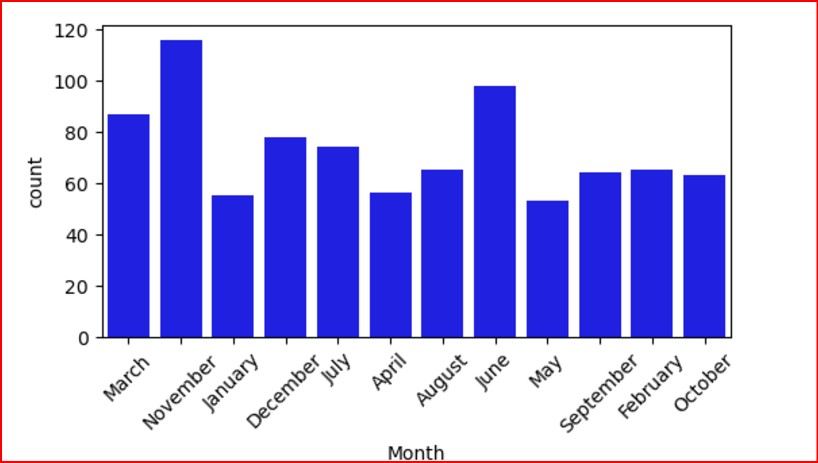 120
100
80
60
40
20
0
count
March
November
January
December
July
April
August
June
May
September
February
October
Month